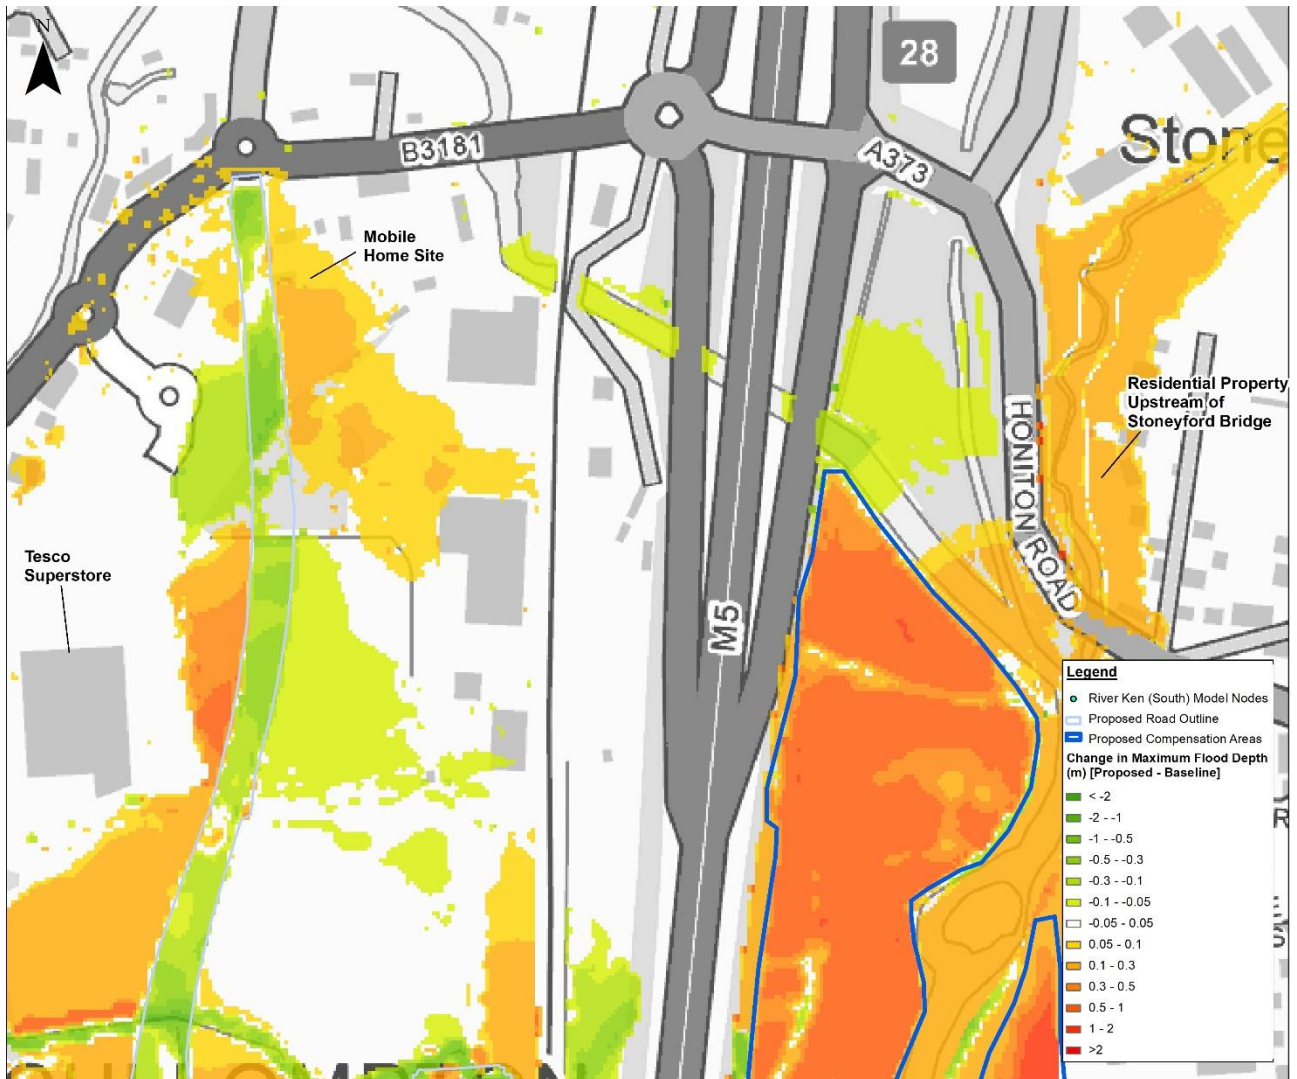 N
28
Stone
B3181
A373
Mobile
Home Site
Residential Property
Upstream of
Stoneyford Bridge
HONITON ROAD
Tesco
Superstore
M5
Legend
River Ken (South) Model Nodes
Proposed Road Outline
Proposed Compensation Areas
Change in Maximum Flood Depth
(m) [Proposed - Baseline]
< -2
-2 - -1
-1 - -0.5
-0.5 - -0.3
-0.3 - -0.1
-0.1 - -0.05
-0.05 - 0.05
0.05 - 0.1
0.1 - 0.3
0.3 - 0.5
0.5 - 1
1 - 2
>2